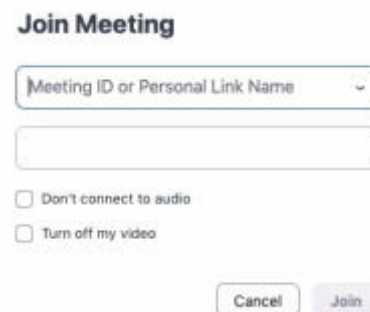 Join Meeting
Meeting ID or Personal Link Name
Don't connect to audio
Turn off my video
Cancel Join